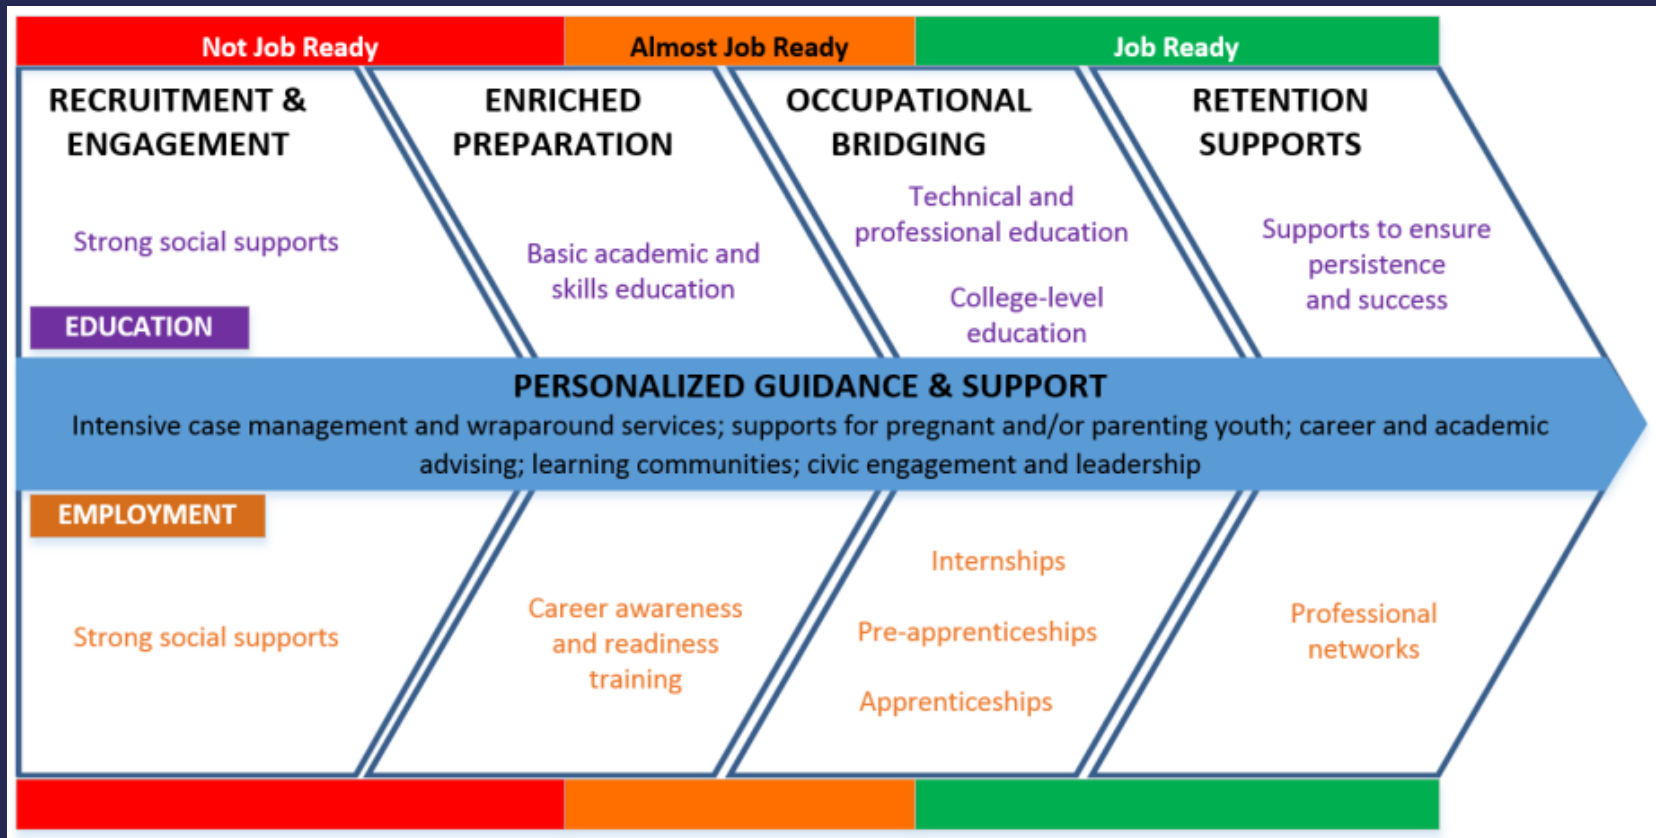 Not Job Ready
Almost Job Ready
Job Ready
RECRUITMENT &
ENGAGEMENT
ENRICHED
PREPARATION
OCCUPATIONAL
BRIDGING
RETENTION
SUPPORTS
Strong social supports
Basic academic and
skills education
Technical and
professional education
College-level
education
Supports to ensure
persistence
and success
EDUCATION
PERSONALIZED GUIDANCE & SUPPORT
Intensive case management and wraparound services; supports for pregnant and/or parenting youth; career and academic
advising; learning communities; civic engagement and leadership
EMPLOYMENT
Strong social supports
Career awareness
and readiness
training
Internships
Pre-apprenticeships
Apprenticeships
Professional
networks